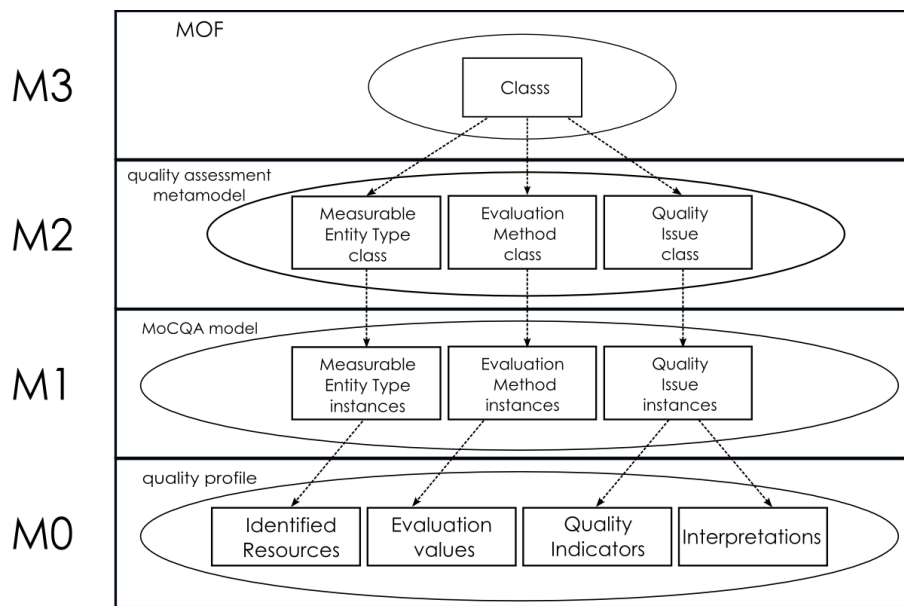 MOF
M3
Classs
quality assessment
metamodel
M2
Measurable
Entity Type
class
Evaluation
Method
class
Quality
Issue
class
MoCQA model
M1
Measurable
Entity Type
instances
Evaluation
Method
instances
Quality
Issue
instances
quality profile
M0
Identified
Resources
Evaluation
values
Quality
Indicators
Interpretations